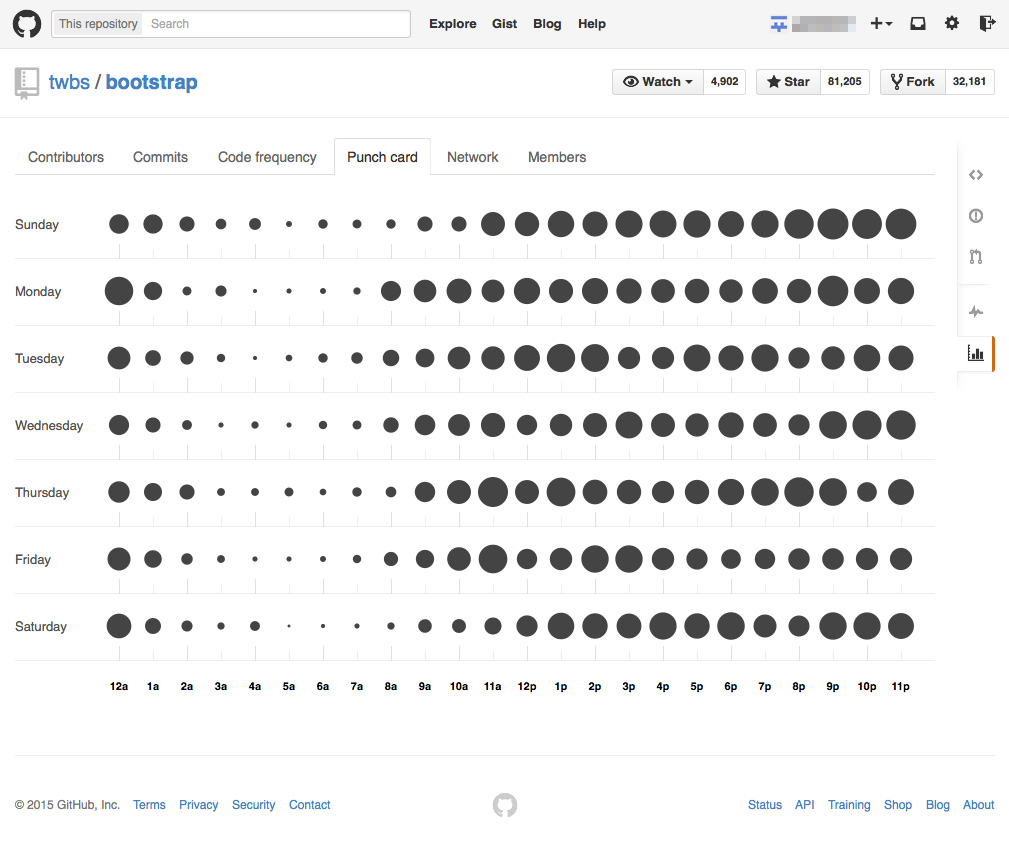 This repository Search Explore Gist Blog Help
twbs / bootstrap Watch 4,902 Star 81,205 Fork 32,181
Contributors Commits Code frequency Punch card Network Members
Sunday
Monday
Tuesday
Wednesday
Thursday
Friday
Saturday
12a 1a 2a 3a 4a 5a 6a 7a 8a 9a 10a 11a 12p 1p 2p 3p 4p 5p 6p 7p 8p 9p 10p 11p
© 2015 GitHub, Inc. Terms Privacy Security Contact Status API Training Shop Blog About